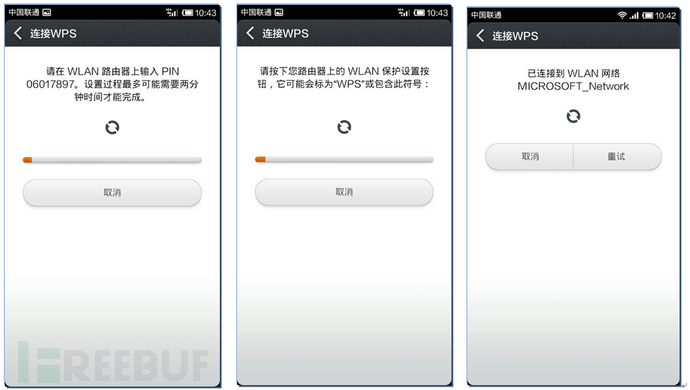 中国联通
10:43
连接WPS
请在 WLAN 路由器上输入 PIN
06017897。设置过程最多可能需要两分
钟时间才能完成。
取消
REEBUF
中国联通
10:43
连接WPS
请按下您路由器上的 WLAN 保护设置按
钮，它可能会标为“WPS”或包含此符号：
取消
中国联通
10:42
连接WPS
已连接到 WLAN 网络
MICROSOFT_Network
取消
重试